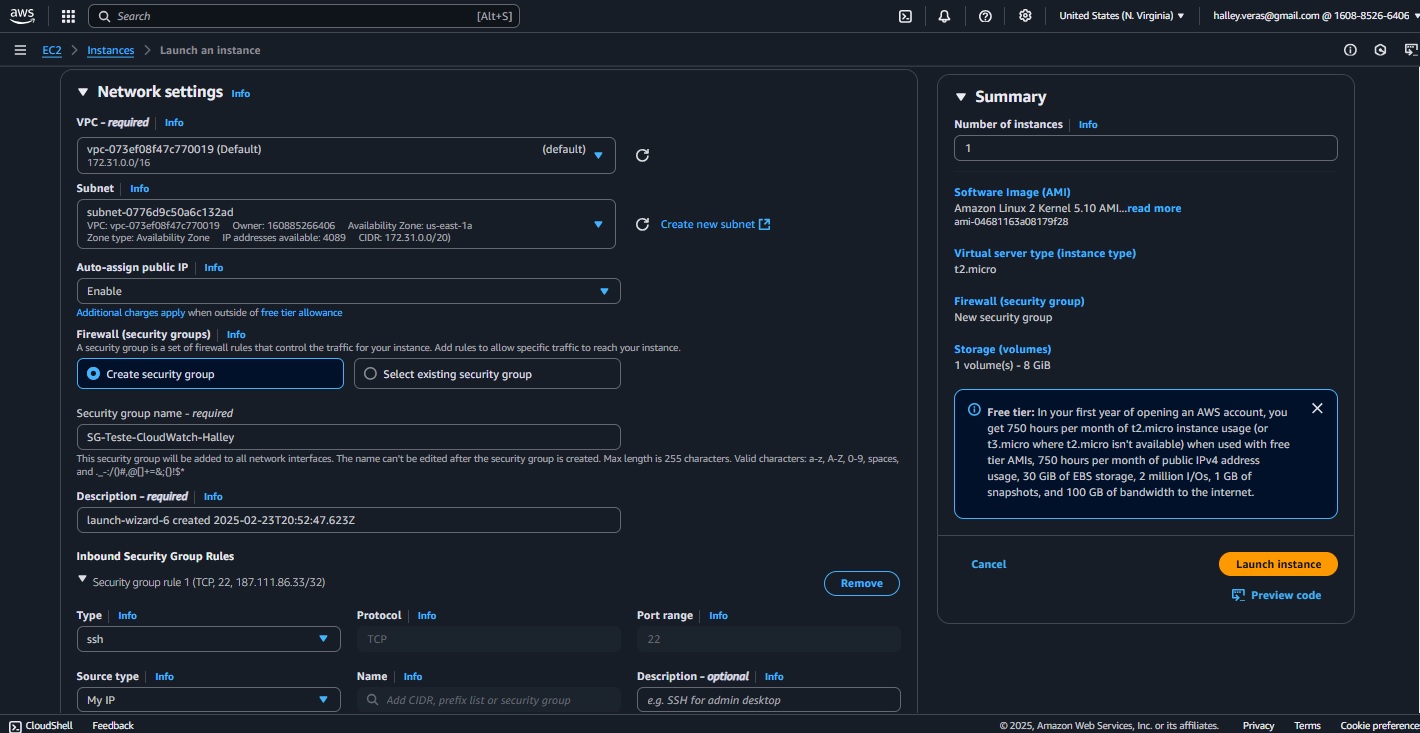 aws
Search [Alt+S]
United States (N. Virginia)
halley.veras@gmail.com @ 1608-8526-6406
EC2 > Instances > Launch an instance
Network settings Info
VPC – required Info
vpc-073ef08f47c770019 (Default) (default)
172.31.0.0/16
Subnet Info
subnet-0776d9c50a6c132ad
VPC: vpc-073ef08f47c770019 Owner: 160885266406 Availability Zone: us-east-1a
Zone type: Availability Zone IP addresses available: 4089 CIDR: 172.31.0.0/20)
Create new subnet
Auto-assign public IP Info
Enable
Additional charges apply when outside of free tier allowance
Firewall (security groups) Info
A security group is a set of firewall rules that control the traffic for your instance. Add rules to allow specific traffic to reach your instance.
Create security group
Select existing security group
Security group name - required
SG-Teste-CloudWatch-Halley
This security group will be added to all network interfaces. The name can't be edited after the security group is created. Max length is 255 characters. Valid characters: a-z, A-Z, 0-9, spaces,
and ._-:/()#,@[]+=&;{}!$*
Description – required Info
launch-wizard-6 created 2025-02-23T20:52:47.623Z
Inbound Security Group Rules
Security group rule 1 (TCP, 22, 187.111.86.33/32)
Remove
Type Info
Protocol Info
Port range Info
ssh
TCP
22
Source type Info
Name Info
Description – optional Info
My IP
Add CIDR, prefix list or security group
e.g. SSH for admin desktop
Summary
Number of instances Info
1
Software Image (AMI)
Amazon Linux 2 Kernel 5.10 AMI...read more
ami-04681163a08179f28
Virtual server type (instance type)
t2.micro
Firewall (security group)
New security group
Storage (volumes)
1 volume(s) - 8 GiB
Free tier: In your first year of opening an AWS account, you
get 750 hours per month of t2.micro instance usage (or
t3.micro where t2.micro isn't available) when used with free
tier AMIs, 750 hours per month of public IPv4 address
usage, 30 GiB of EBS storage, 2 million I/Os, 1 GB of
snapshots, and 100 GB of bandwidth to the internet.
Cancel
Launch instance
Preview code
CloudShell Feedback
© 2025, Amazon Web Services, Inc. or its affiliates. Privacy Terms Cookie preferences